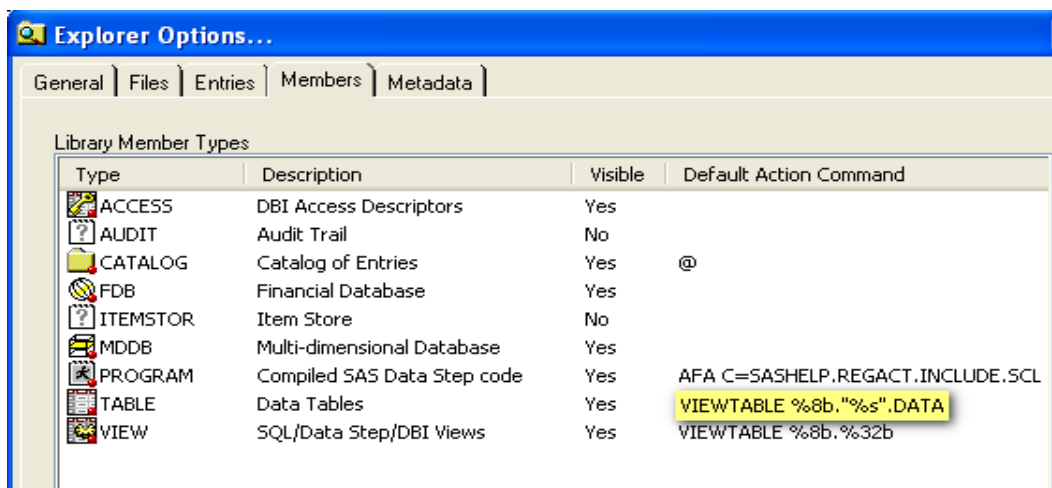 Explorer Options...
General Files Entries Members Metadata
Library Member Types
Type Description Visible Default Action Command
ACCESS DBI Access Descriptors Yes
AUDIT Audit Trail No
CATALOG Catalog of Entries Yes @
FDB Financial Database Yes
ITEMSTOR Item Store No
MDDB Multi-dimensional Database Yes
PROGRAM Compiled SAS Data Step code Yes AFA C=SASHELP.REGACT.INCLUDE.SCL
TABLE Data Tables Yes VIEWTABLE %8b."%s".DATA
VIEW SQL/Data Step/DBI Views Yes VIEWTABLE %8b.%32b